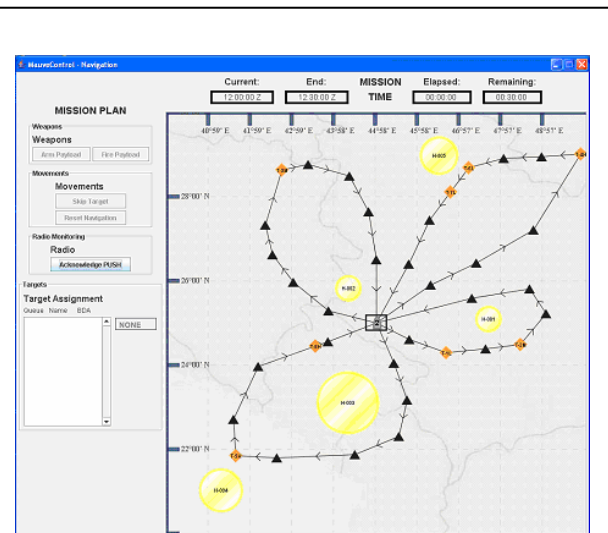 MauveControl - Navigation
Current: End: MISSION Elapsed: Remaining:
12:00:00 Z 12:30:00 Z TIME 00:00:00 00:30:00
MISSION PLAN
Weapons
Weapons
Arm Payload Fire Payload
Movements
Movements
Skip Target
Reset Navigation
Radio Monitoring
Radio
Acknowledge PUSH
Targets
Target Assignment
Queue Name BDA
NONE
40°59' E 41°59' E 42°59' E 43°58' E 44°58' E 45°58' E 46°57' E 47°57' E 48°57' E
28°00' N
26°00' N
24°00' N
22°00' N
H-005
H-002
H-001
H-003
H-004